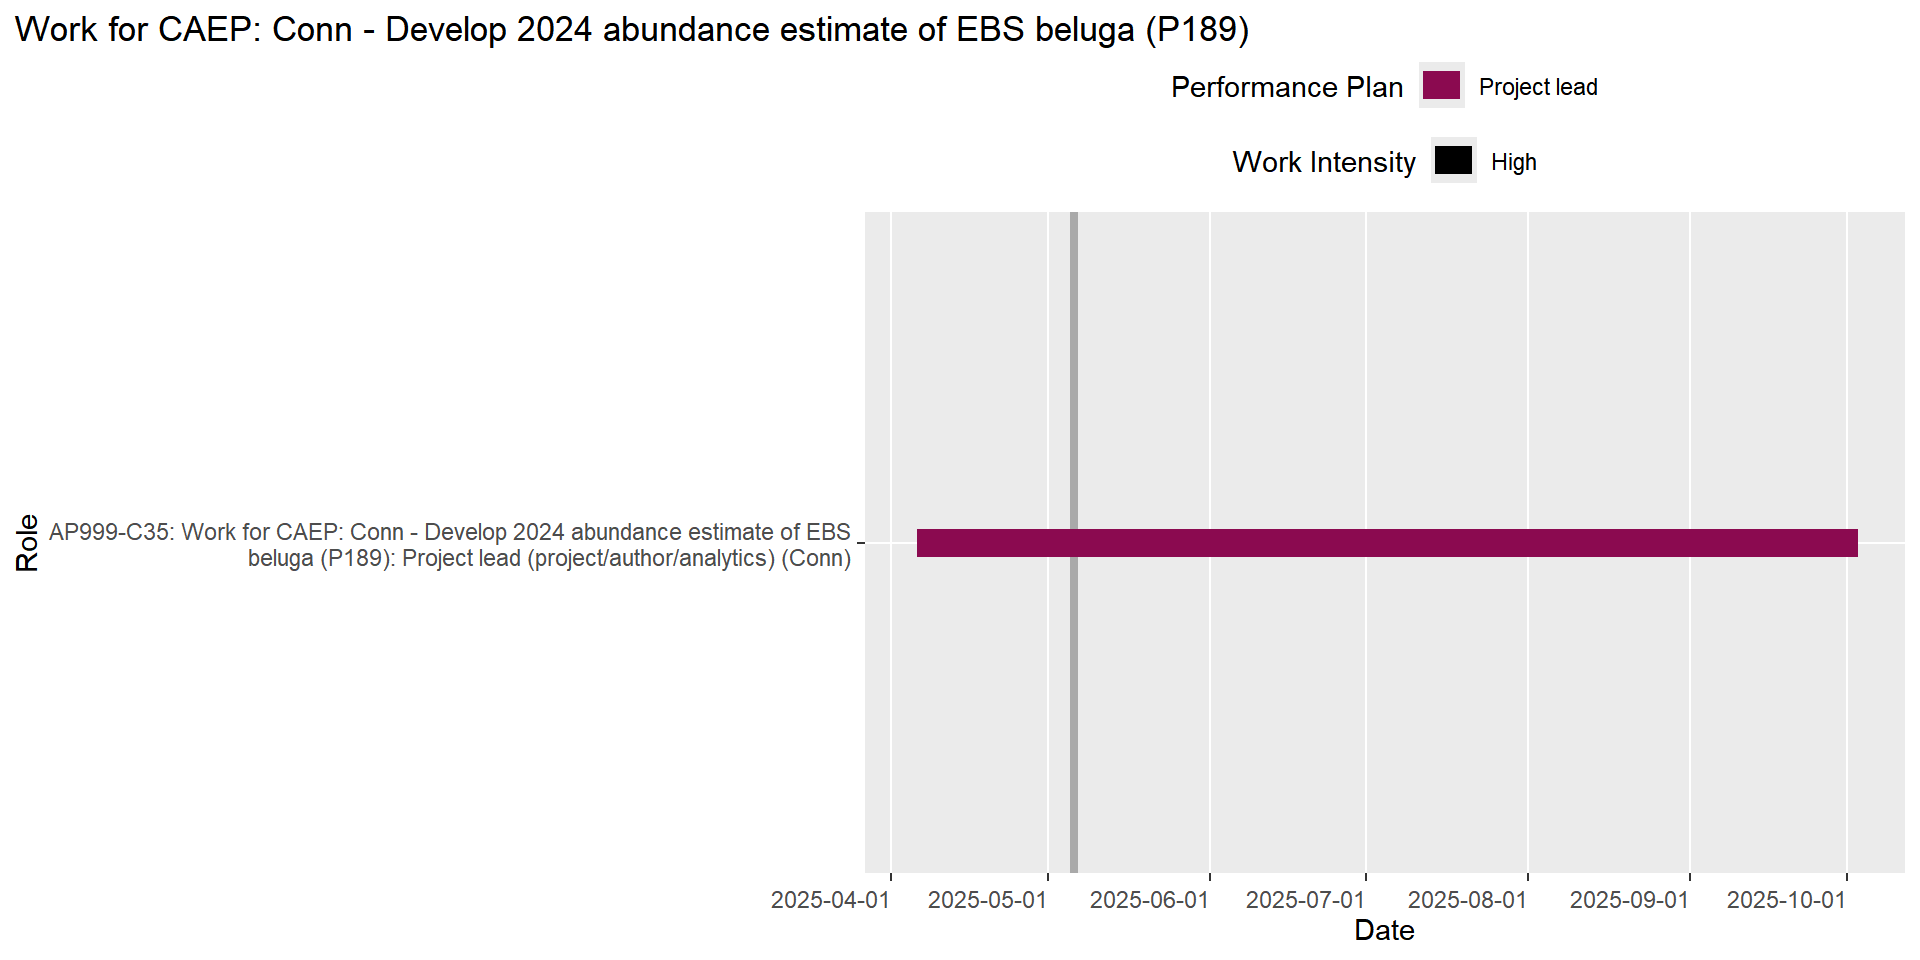 Work for CAEP: Conn - Develop 2024 abundance estimate of EBS beluga (P189)
Performance Plan Project lead
Work Intensity High
Role
AP999-C35: Work for CAEP: Conn - Develop 2024 abundance estimate of EBS
beluga (P189): Project lead (project/author/analytics) (Conn)
2025-04-01 2025-05-01 2025-06-01 2025-07-01 2025-08-01 2025-09-01 2025-10-01
Date